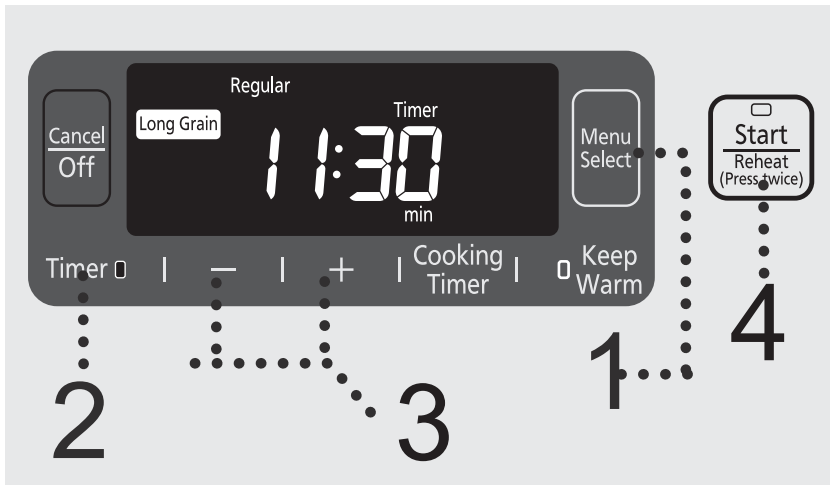 Regular
Long Grain
Timer
11:30
min
Cancel
Off
Menu
Select
Start
Reheat
(Press twice)
Timer
−
+
Cooking
Timer
Keep
Warm
1
2
3
4